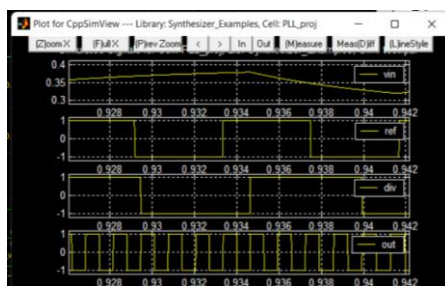 Plot for CppSimView --- Library: Synthesizer_Examples, Cell: PLL_proj
(Z)oom X (F)ull X (P)rev Zoom < > In Out (M)easure Meas(D)iff (L)ineStyle
0.4
0.35
0.3
vin
0.928 0.93 0.932 0.934 0.936 0.938 0.94 0.942
1
0
-1
ref
0.928 0.93 0.932 0.934 0.936 0.938 0.94 0.942
1
0
-1
div
0.928 0.93 0.932 0.934 0.936 0.938 0.94 0.942
1
0
-1
out
0.928 0.93 0.932 0.934 0.936 0.938 0.94 0.942